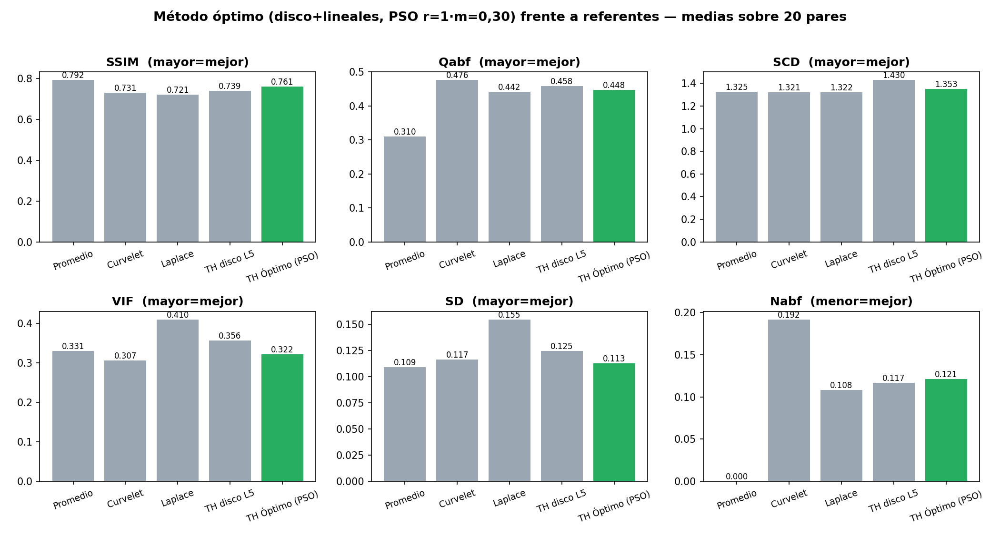 Método óptimo (disco+lineales, PSO r=1·m=0,30) frente a referentes — medias sobre 20 pares
SSIM (mayor=mejor)
0.8
0.6
0.4
0.2
0.0
0.792
0.731
0.721
0.739
0.761
Promedio
Curvelet
Laplace
TH disco L5
TH Óptimo (PSO)
Qabf (mayor=mejor)
0.5
0.4
0.3
0.2
0.1
0.0
0.310
0.476
0.442
0.458
0.448
Promedio
Curvelet
Laplace
TH disco L5
TH Óptimo (PSO)
SCD (mayor=mejor)
1.4
1.2
1.0
0.8
0.6
0.4
0.2
0.0
1.325
1.321
1.322
1.430
1.353
Promedio
Curvelet
Laplace
TH disco L5
TH Óptimo (PSO)
VIF (mayor=mejor)
0.4
0.3
0.2
0.1
0.0
0.331
0.307
0.410
0.356
0.322
Promedio
Curvelet
Laplace
TH disco L5
TH Óptimo (PSO)
SD (mayor=mejor)
0.150
0.125
0.100
0.075
0.050
0.025
0.000
0.109
0.117
0.155
0.125
0.113
Promedio
Curvelet
Laplace
TH disco L5
TH Óptimo (PSO)
Nabf (menor=mejor)
0.20
0.15
0.10
0.05
0.00
0.000
0.192
0.108
0.117
0.121
Promedio
Curvelet
Laplace
TH disco L5
TH Óptimo (PSO)